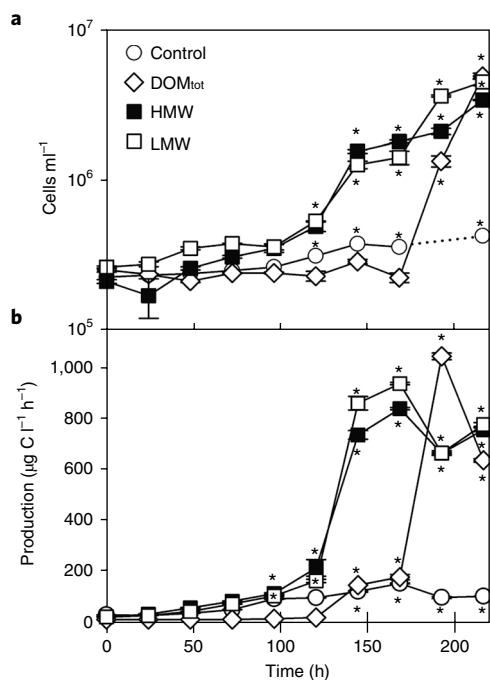 a
10⁷
Control
DOMtot
HMW
LMW
Cells ml⁻¹
10⁶
10⁵
b
1,000
800
600
400
200
0
Production (µg C l⁻¹ h⁻¹)
0 50 100 150 200
Time (h)